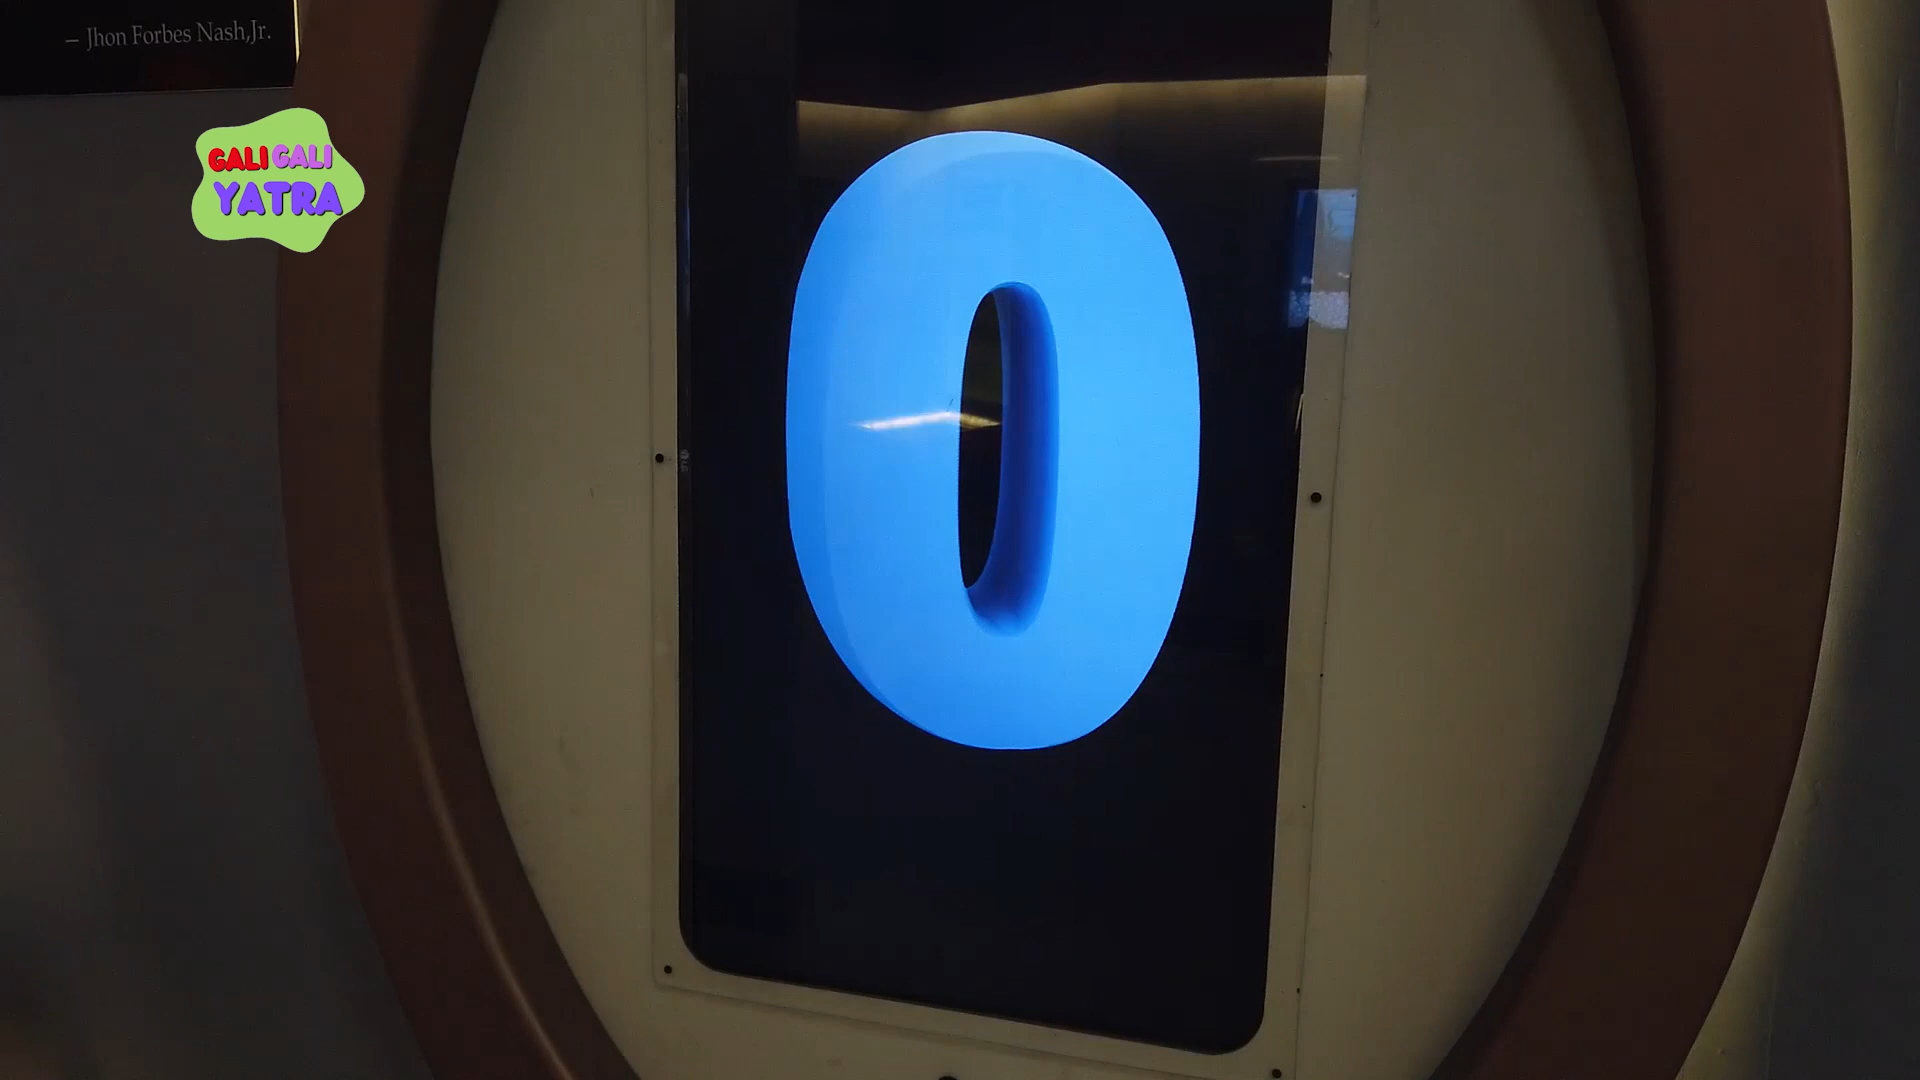 – Jhon Forbes Nash,Jr.
GALI GALI
YATRA
0